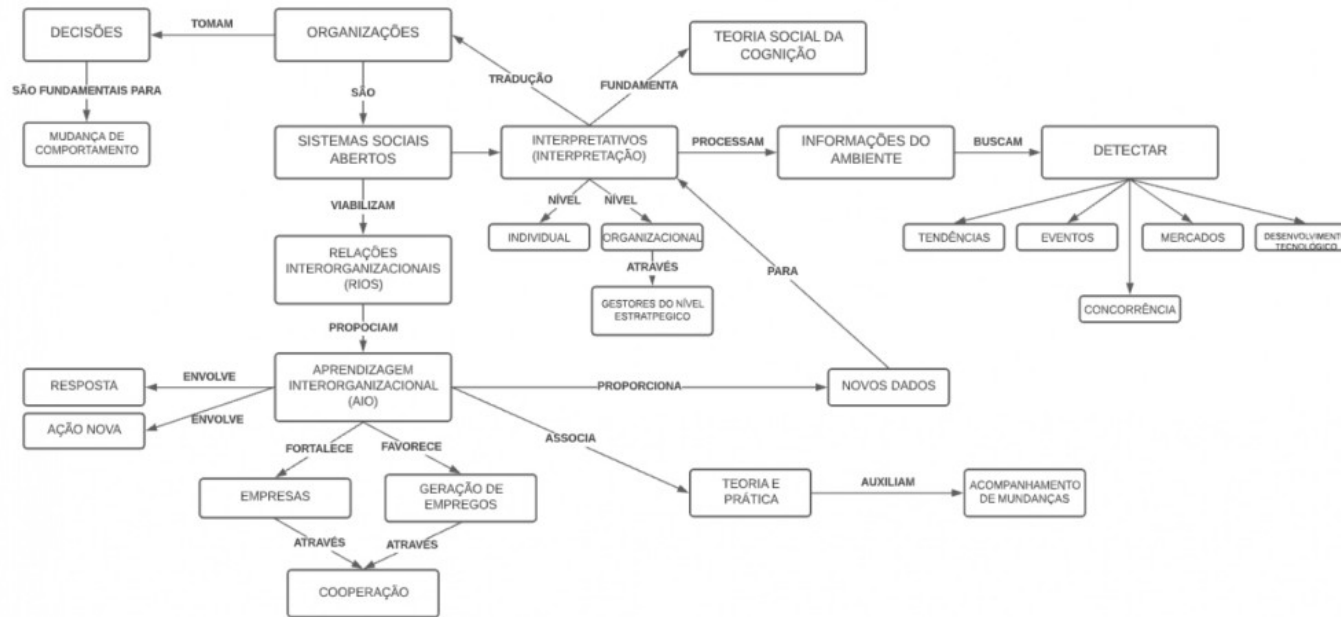 DECISÕES
TOMAM
ORGANIZAÇÕES
TEORIA SOCIAL DA
COGNIÇÃO
TRADUÇÃO
FUNDAMENTA
SÃO FUNDAMENTAIS PARA
SÃO
MUDANÇA DE
COMPORTAMENTO
SISTEMAS SOCIAIS
ABERTOS
INTERPRETATIVOS
(INTERPRETAÇÃO)
PROCESSAM
INFORMAÇÕES DO
AMBIENTE
BUSCAM
DETECTAR
VIABILIZAM
NÍVEL
NÍVEL
INDIVIDUAL
ORGANIZACIONAL
TENDÊNCIAS
EVENTOS
MERCADOS
DESENVOLVIMENTO
TECNOLÓGICO
RELAÇÕES
INTERORGANIZACIONAIS
(RIOS)
ATRAVÉS
PARA
GESTORES DO NÍVEL
ESTRATPEGICO
CONCORRÊNCIA
PROPOCIAM
RESPOSTA
ENVOLVE
APRENDIZAGEM
INTERORGANIZACIONAL
(AIO)
PROPORCIONA
NOVOS DADOS
AÇÃO NOVA
ENVOLVE
FORTALECE
FAVORECE
ASSOCIA
EMPRESAS
GERAÇÃO DE
EMPREGOS
TEORIA E
PRÁTICA
AUXILIAM
ACOMPANHAMENTO
DE MUNDANÇAS
ATRAVÉS
ATRAVÉS
COOPERAÇÃO